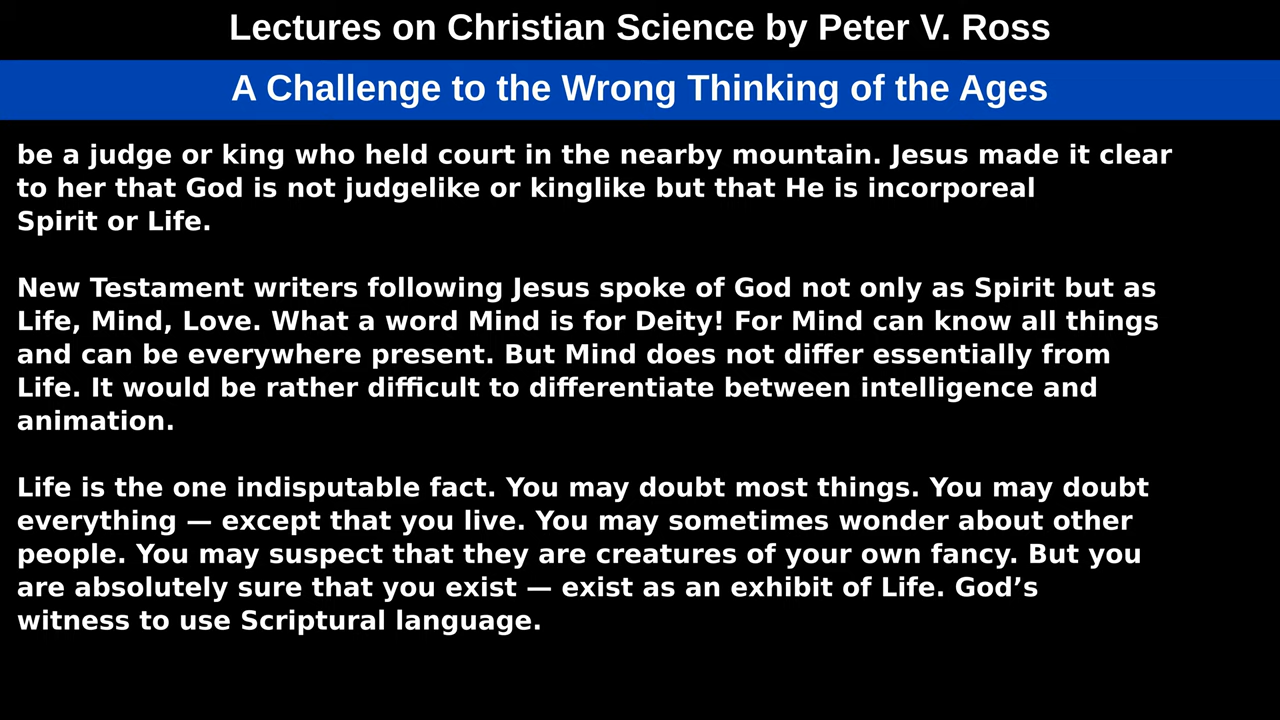 Lectures on Christian Science by Peter V. Ross
A Challenge to the Wrong Thinking of the Ages
be a judge or king who held court in the nearby mountain. Jesus made it clear
to her that God is not judgelike or kinglike but that He is incorporeal
Spirit or Life.
New Testament writers following Jesus spoke of God not only as Spirit but as
Life, Mind, Love. What a word Mind is for Deity! For Mind can know all things
and can be everywhere present. But Mind does not differ essentially from
Life. It would be rather difficult to differentiate between intelligence and
animation.
Life is the one indisputable fact. You may doubt most things. You may doubt
everything — except that you live. You may sometimes wonder about other
people. You may suspect that they are creatures of your own fancy. But you
are absolutely sure that you exist — exist as an exhibit of Life. God’s
witness to use Scriptural language.